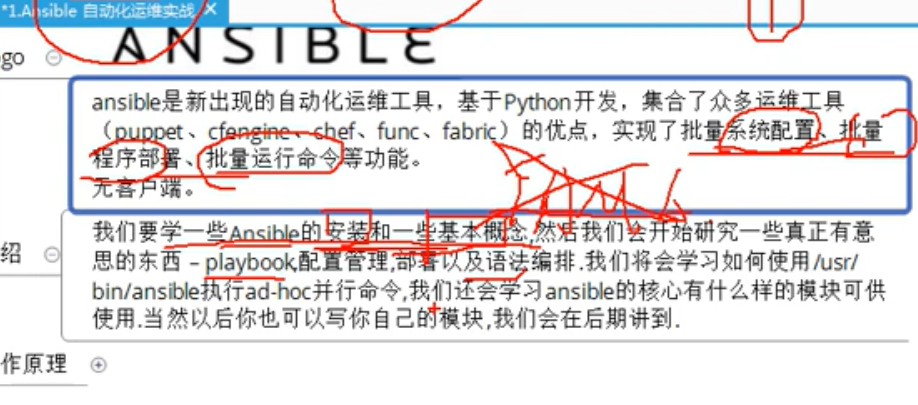 *1.Ansible 自动化运维实战 ×
go
ANSIBLE
ansible是新出现的自动化运维工具，基于Python开发，集合了众多运维工具
（puppet、cfengine、chef、func、fabric）的优点，实现了批量系统配置、批量
程序部署、批量运行命令等功能。
无客户端。
绍
我们要学一些Ansible的安装和一些基本概念,然后我们会开始研究一些真正有意
思的东西 – playbook,配置管理,部署以及语法编排.我们将会学习如何使用/usr/
bin/ansible执行ad-hoc并行命令,我们还会学习ansible的核心有什么样的模块可供
使用.当然以后你也可以写你自己的模块,我们会在后期讲到.
作原理